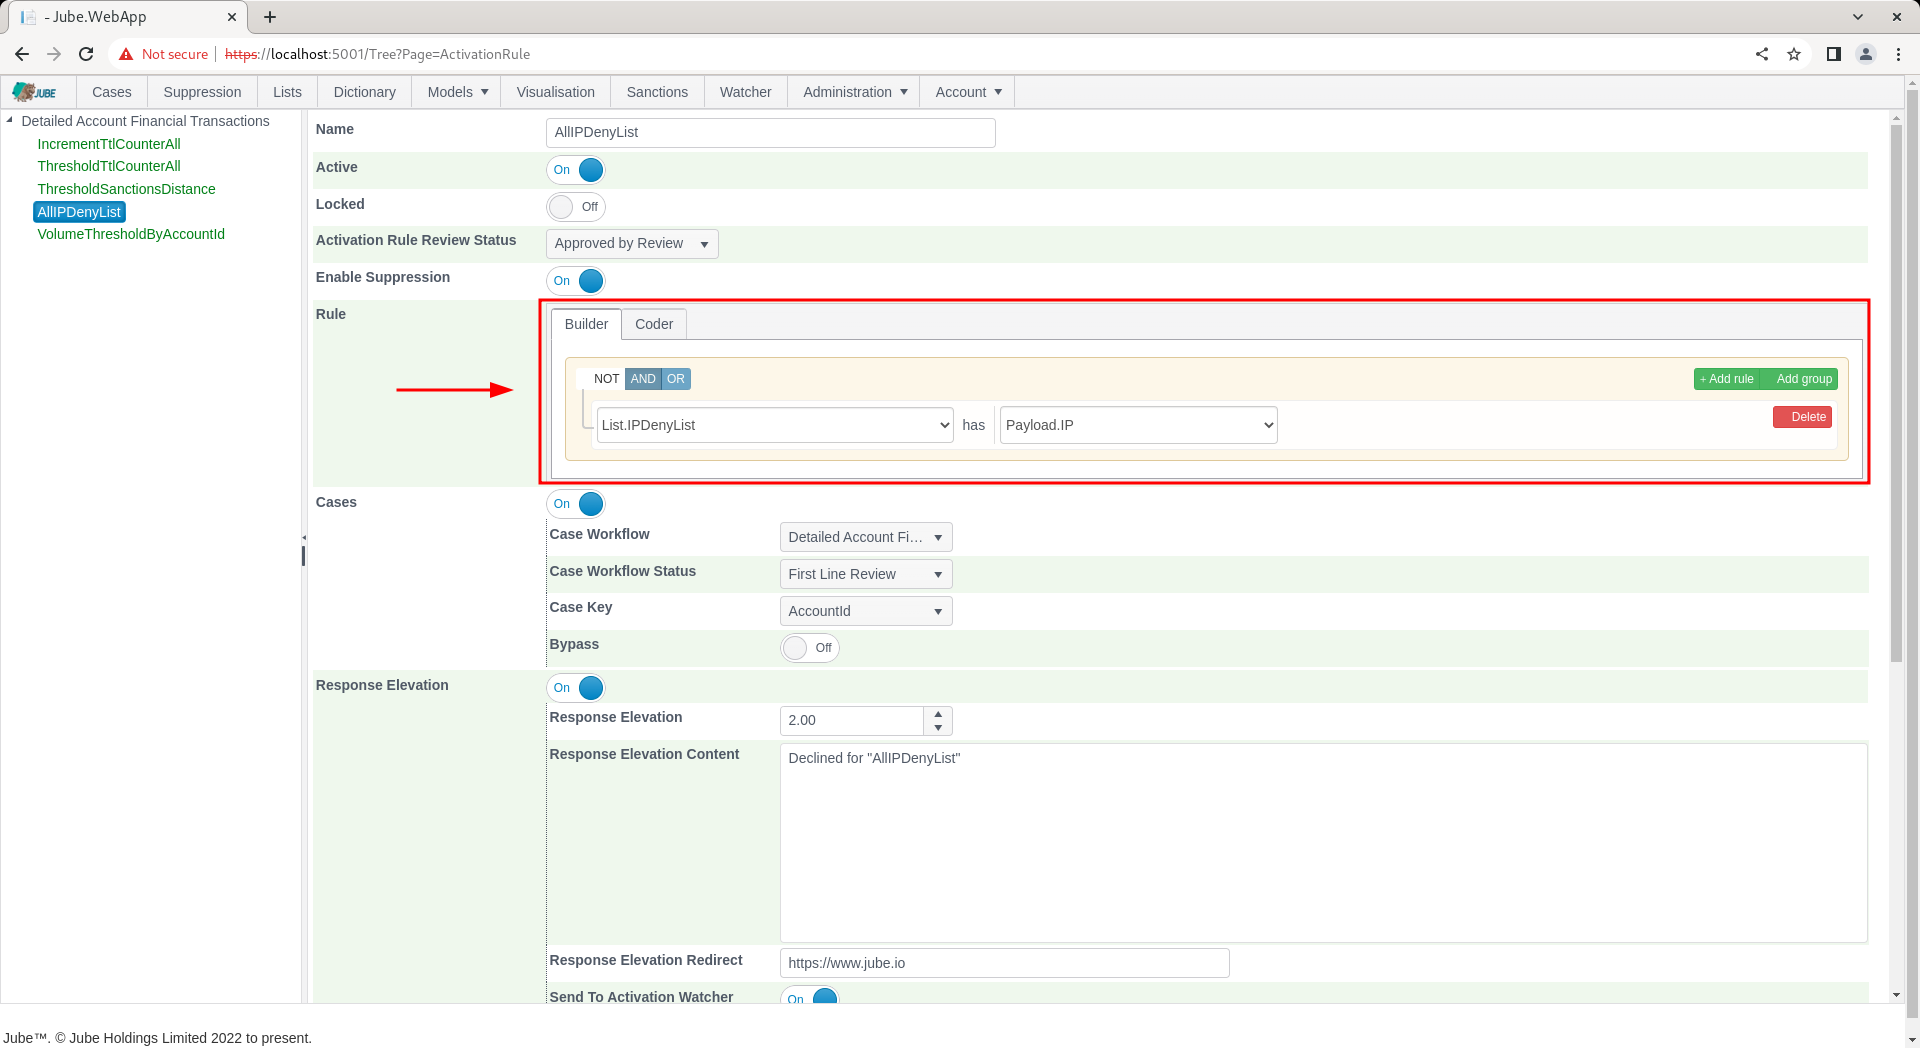 - Jube.WebApp
Not secure https://localhost:5001/Tree?Page=ActivationRule
JUBE Cases Suppression Lists Dictionary Models Visualisation Sanctions Watcher Administration Account
Detailed Account Financial Transactions
IncrementTtlCounterAll
ThresholdTtlCounterAll
ThresholdSanctionsDistance
AllIPDenyList
VolumeThresholdByAccountId
Name AllIPDenyList
Active On
Locked Off
Activation Rule Review Status Approved by Review
Enable Suppression On
Rule
Builder Coder
NOT AND OR + Add rule Add group
List.IPDenyList has Payload.IP Delete
Cases On
Case Workflow Detailed Account Fi...
Case Workflow Status First Line Review
Case Key AccountId
Bypass Off
Response Elevation On
Response Elevation 2.00
Response Elevation Content Declined for "AllIPDenyList"
Response Elevation Redirect https://www.jube.io
Send To Activation Watcher On
Jube™. © Jube Holdings Limited 2022 to present.